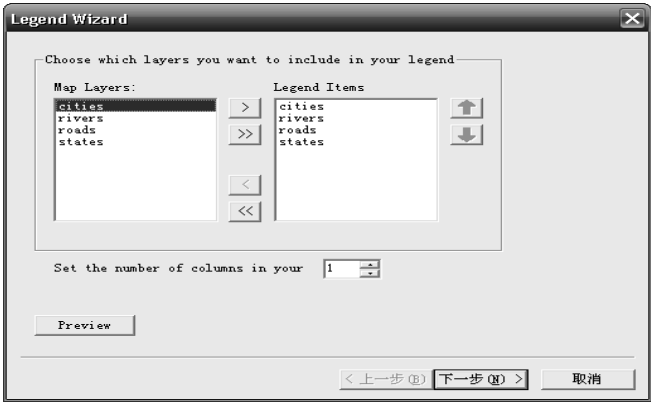 Legend Wizard
Choose which layers you want to include in your legend
Map Layers:
cities
rivers
roads
states
>
>>
<
<<
Legend Items
cities
rivers
roads
states
Set the number of columns in your
1
Preview
< 上一步(B)
下一步(N) >
取消